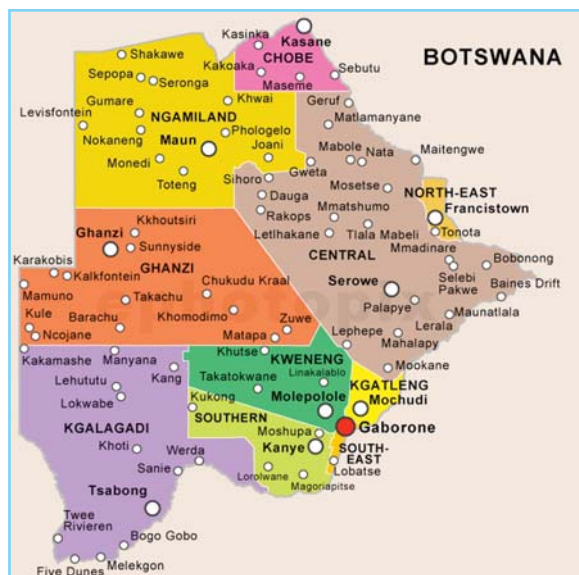 BOTSWANA
Kasinka
Kasane
CHOBE
Kakoaka
Maseme
Sebutu
Shakawe
Sepopa
Seronga
Gumare
Khwai
Levisfontein
NGAMILAND
Nokaneng
Phologelo
Maun
Joani
Monedi
Toteng
Geruf
Matlamanyane
Mabole
Nata
Maitengwe
Gweta
Sihoro
Mosetse
NORTH-EAST
Francistown
Dauga
Rakops
Mmatshumo
Letlhakane
Tlala Mabeli
Tonota
Mmadinare
CENTRAL
Bobonong
Selebi
Pakwe
Serowe
Baines Drift
Palapye
Maunatlala
Lerala
Lephepe
Mahalapy
Mookane
Kkhoutsiri
Ghanzi
Sunnyside
Karakobis
GHANZI
Kalkfontein
Chukudu Kraal
Mamuno
Takachu
Kule
Barachu
Khomodimo
Zuwe
Ncojane
Matapa
Kakamashe
Manyana
Khutse
KWENENG
Linakalablo
Kang
Takatokwane
KGATLENG
Lehututu
Molepolole
Mochudi
Lokwabe
Kukong
SOUTHERN
Gaborone
KGALAGADI
Moshupa
Khoti
Werda
Kanye
SOUTH-
EAST
Sanie
Lorolwane
Lobatse
Magoriapitse
Tsabong
Twee
Rivieren
Bogo Gobo
Five Dunes
Melekgon